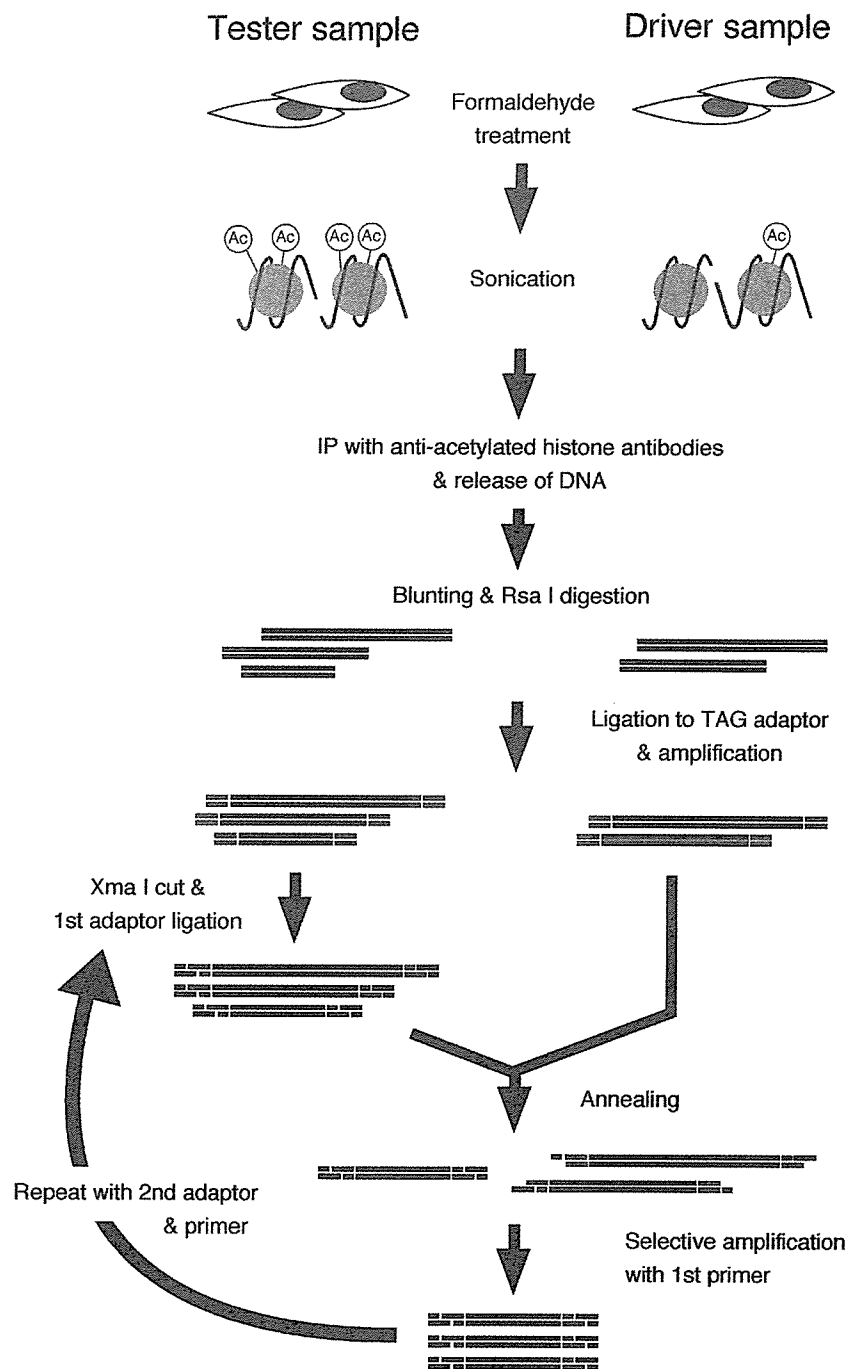 Tester sample
Driver sample
Formaldehyde
treatment
Ac
Ac
Ac
Ac
Sonication
Ac
IP with anti-acetylated histone antibodies
& release of DNA
Blunting & Rsa I digestion
Ligation to TAG adaptor
& amplification
Xma I cut &
1st adaptor ligation
Annealing
Repeat with 2nd adaptor
& primer
Selective amplification
with 1st primer